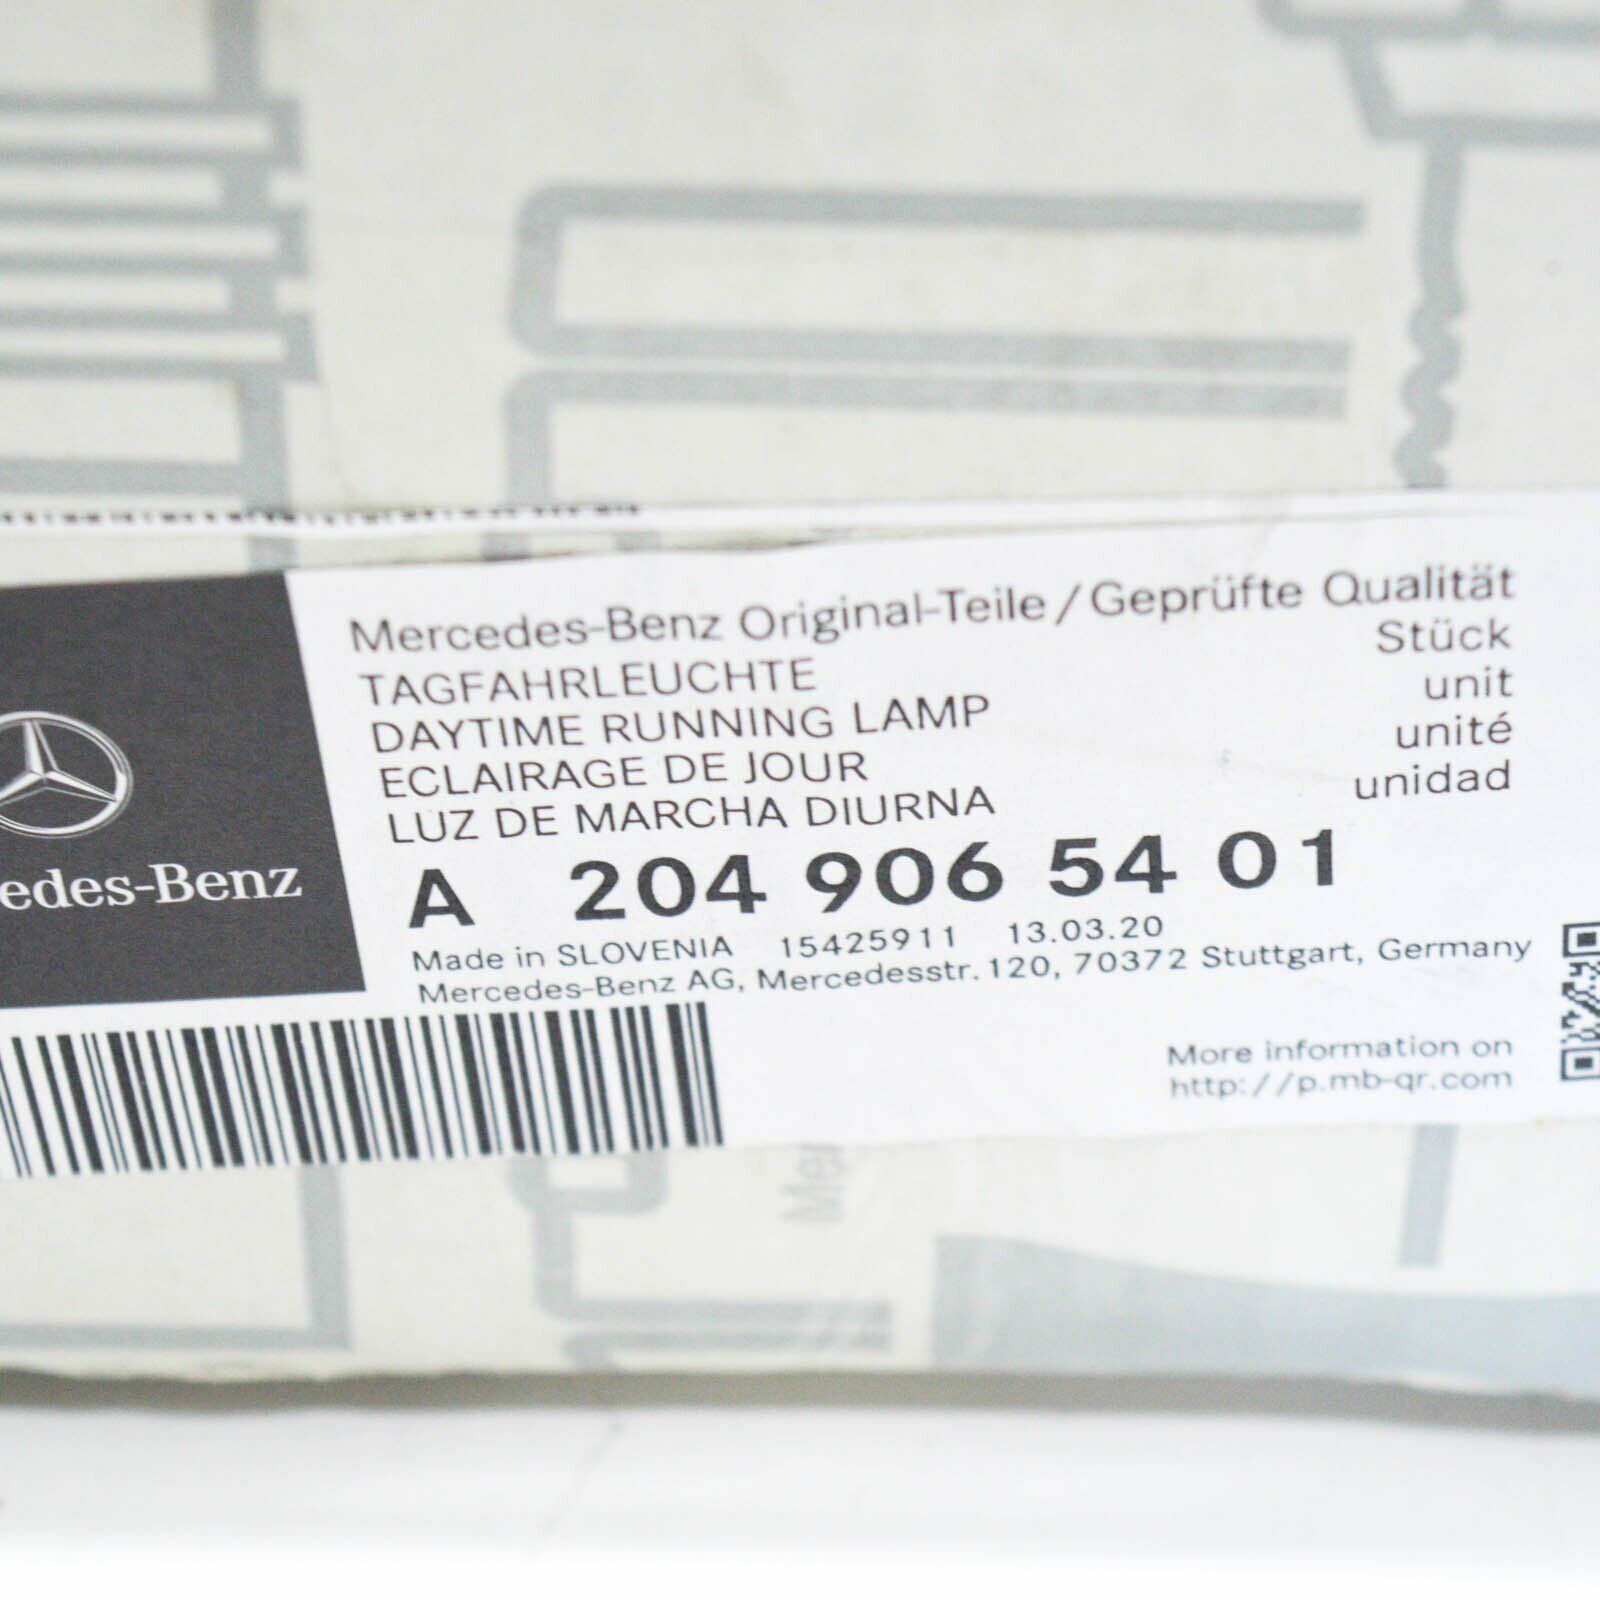 Mercedes-Benz Original-Teile / Geprüfte Qualität
TAGFAHRLEUCHTE Stück
DAYTIME RUNNING LAMP unit
ECLAIRAGE DE JOUR unité
LUZ DE MARCHA DIURNA unidad
A 204 906 54 01
Made in SLOVENIA 15425911 13.03.20
Mercedes-Benz AG, Mercedesstr. 120, 70372 Stuttgart, Germany
edes-Benz
More information on
http://p.mb-qr.com
Mer